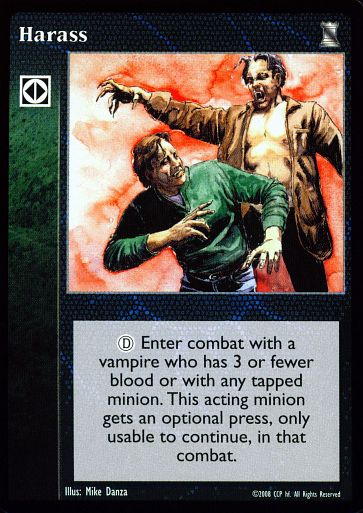 Harass
Ⓓ Enter combat with a
vampire who has 3 or fewer
blood or with any tapped
minion. This acting minion
gets an optional press, only
usable to continue, in that
combat.
Illus: Mike Danza
©2008 CCP hf. All Rights Reserved